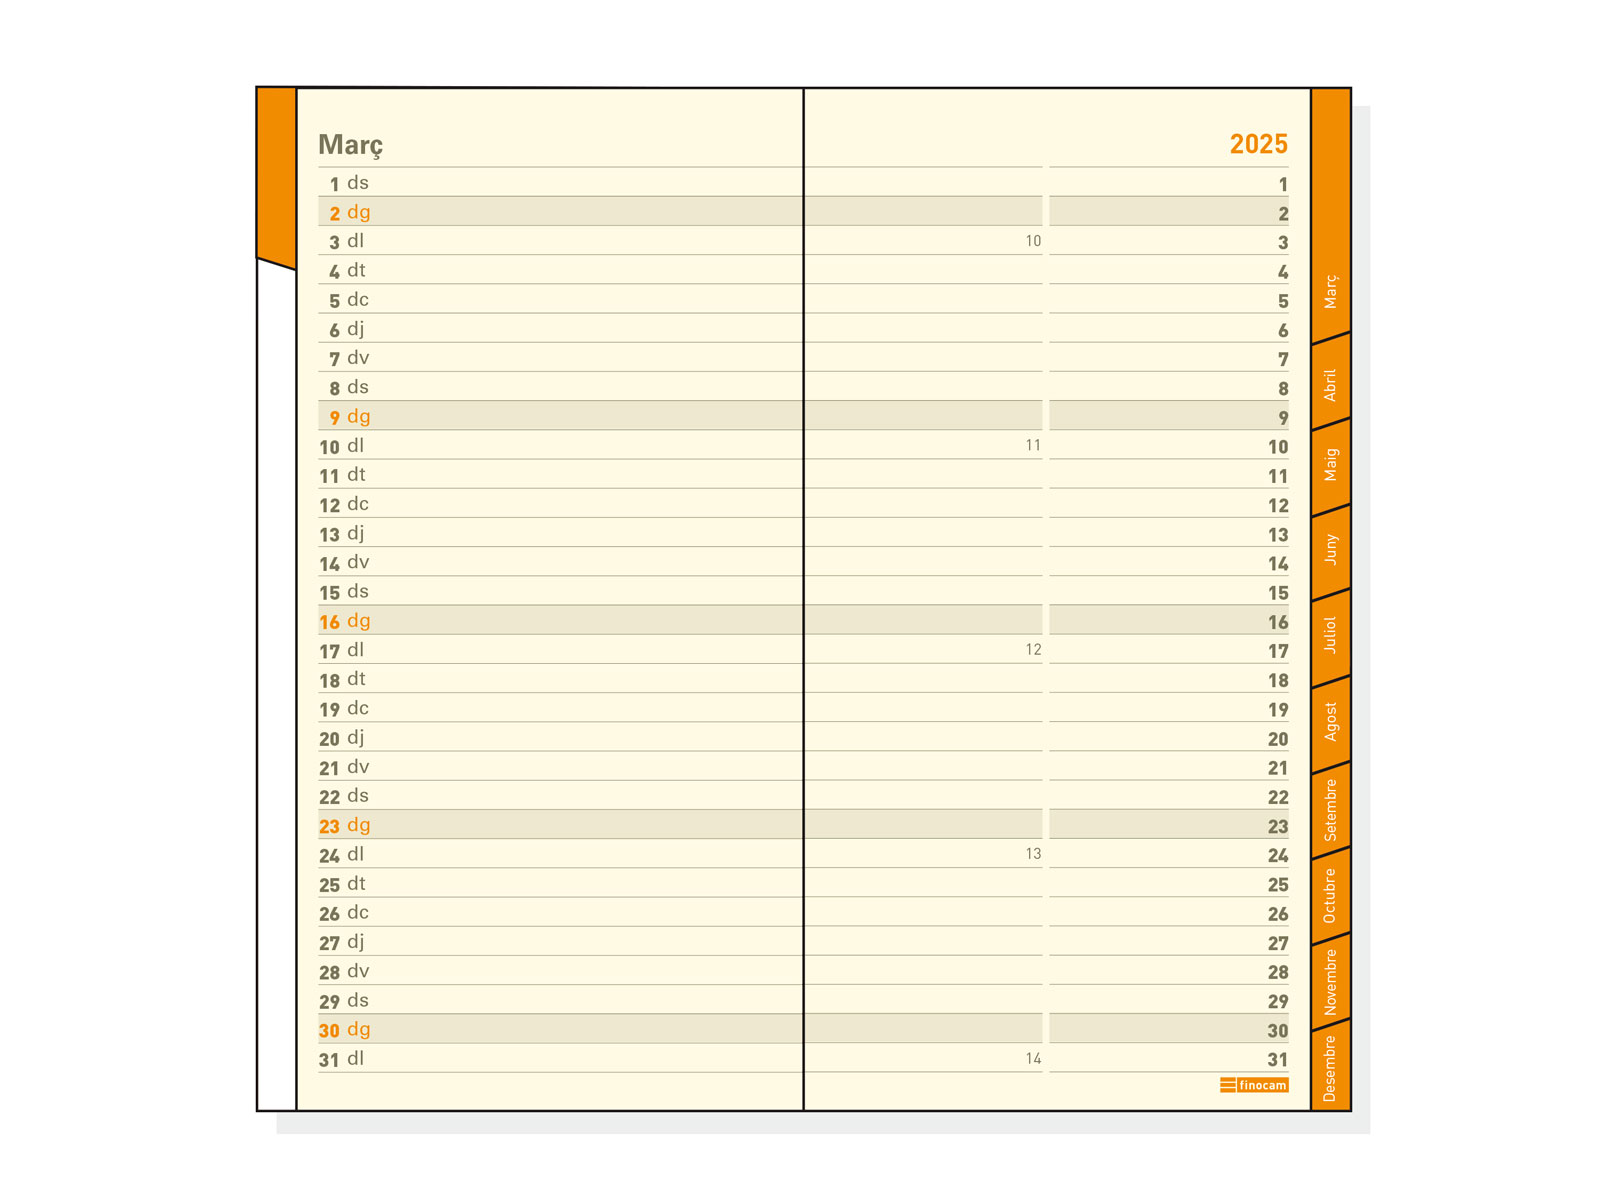 Març 2025
1 ds 1
2 dg 2
3 dl 10 3
4 dt 4
5 dc 5
6 dj 6
7 dv 7
8 ds 8
9 dg 9
10 dl 11 10
11 dt 11
12 dc 12
13 dj 13
14 dv 14
15 ds 15
16 dg 16
17 dl 12 17
18 dt 18
19 dc 19
20 dj 20
21 dv 21
22 ds 22
23 dg 23
24 dl 13 24
25 dt 25
26 dc 26
27 dj 27
28 dv 28
29 ds 29
30 dg 30
31 dl 14 31
finocam
Març
Abril
Maig
Juny
Juliol
Agost
Setembre
Octubre
Novembre
Desembre